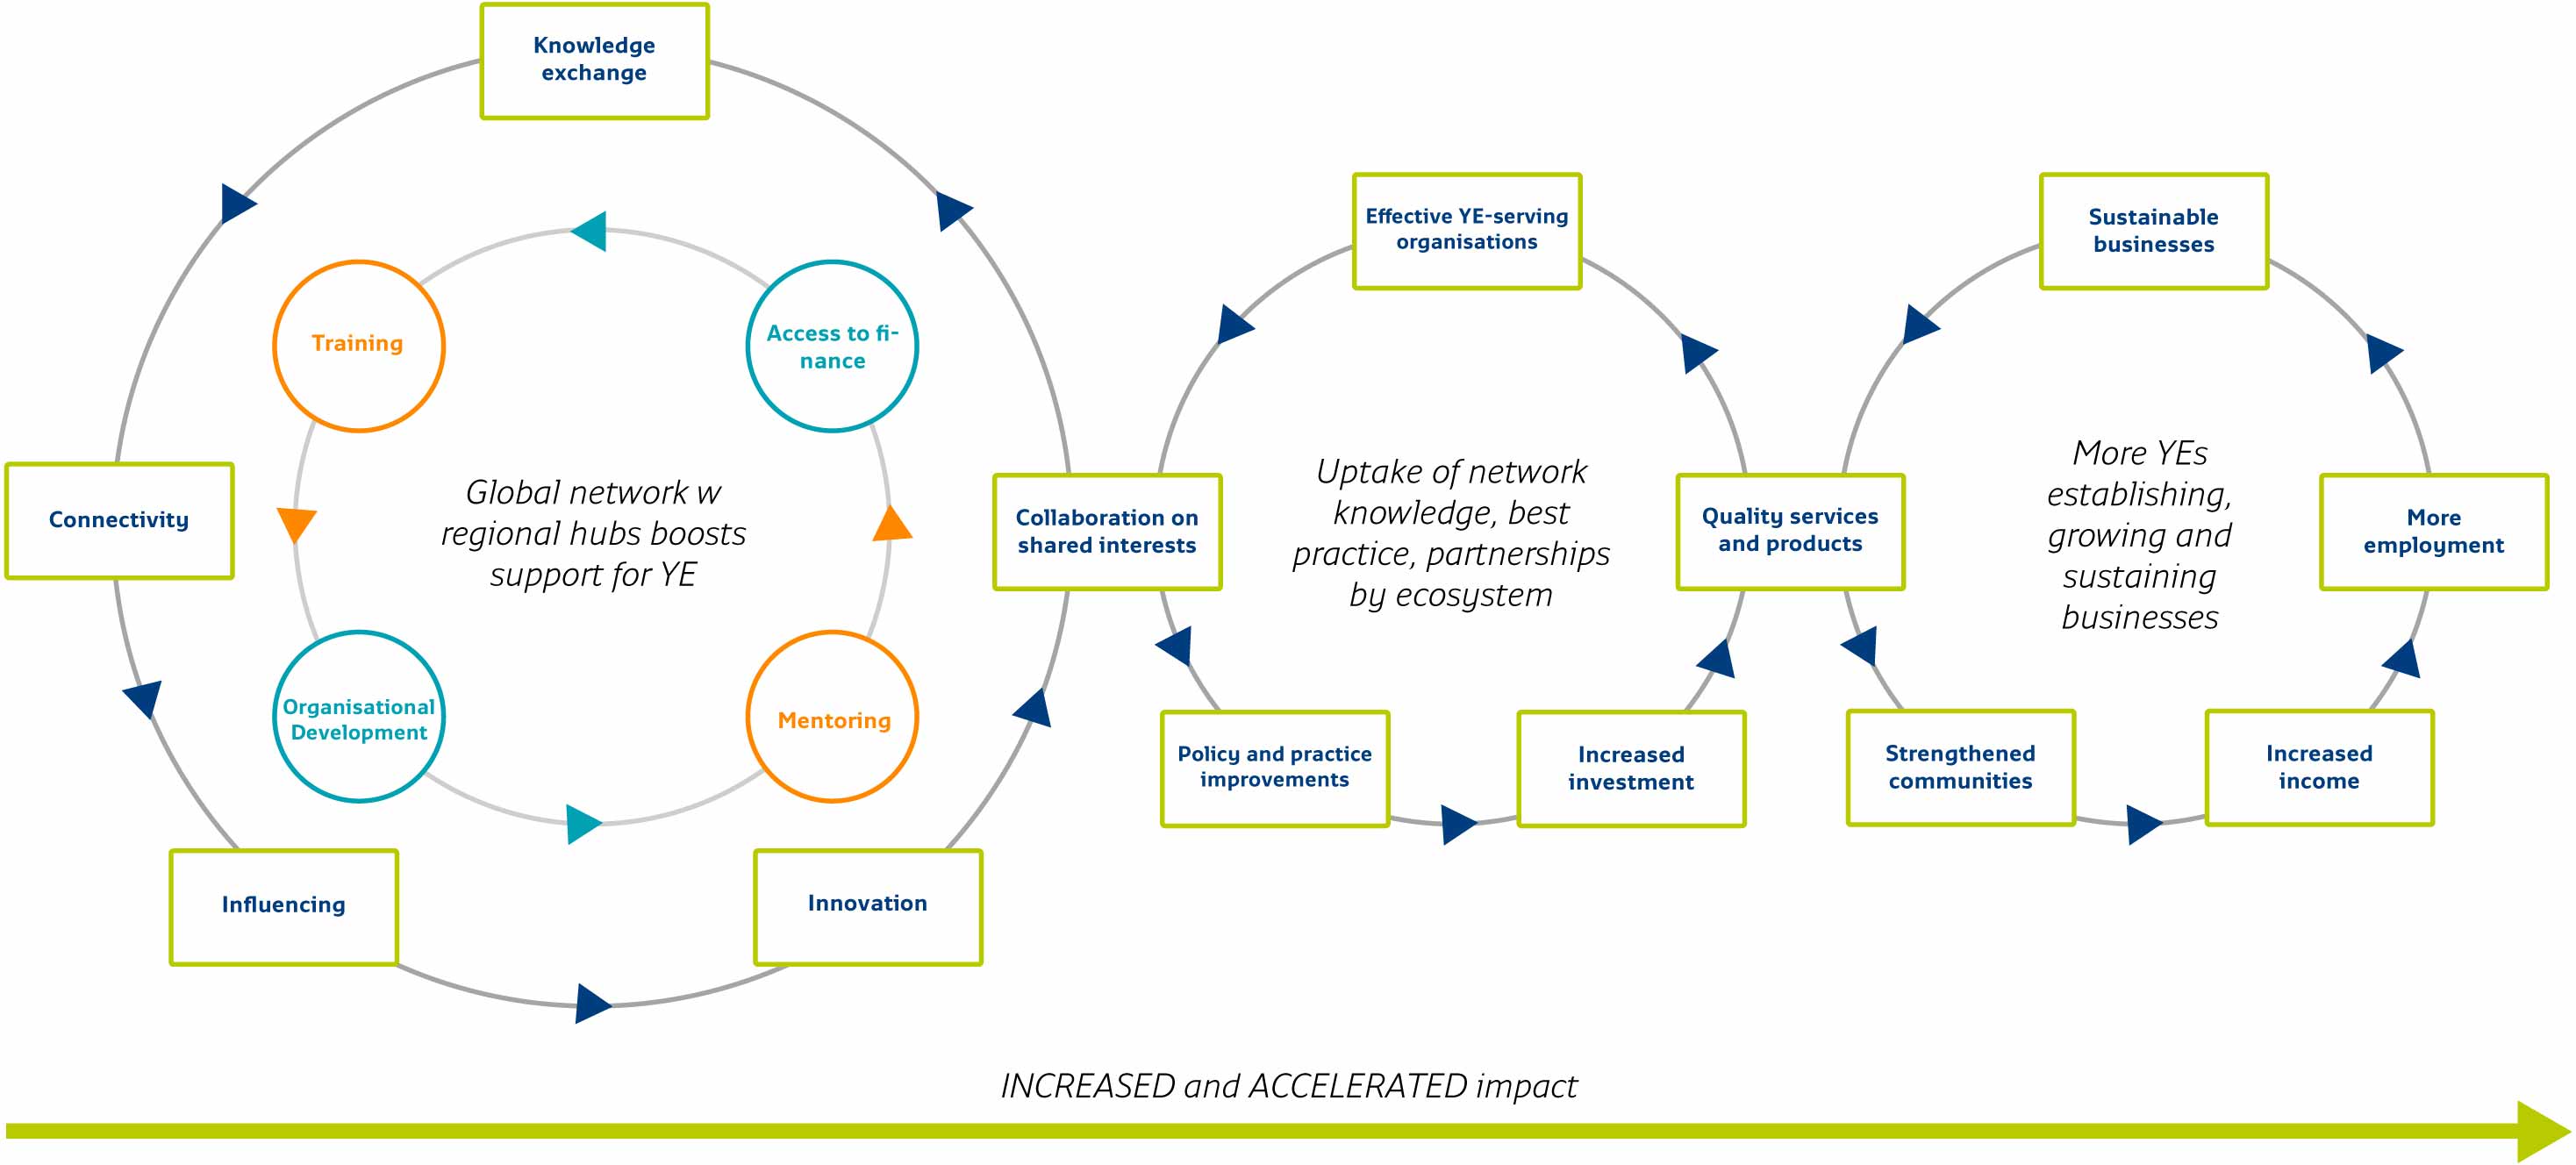 Knowledge
exchange
Connectivity
Influencing
Innovation
Collaboration on
shared interests
Training
Access to fi-
nance
Organisational
Development
Mentoring
Global network w
regional hubs boosts
support for YE
Effective YE-serving
organisations
Uptake of network
knowledge, best
practice, partnerships
by ecosystem
Policy and practice
improvements
Increased
investment
Quality services
and products
Sustainable
businesses
More YEs
establishing,
growing and
sustaining
businesses
Strengthened
communities
Increased
income
More
employment
INCREASED and ACCELERATED impact